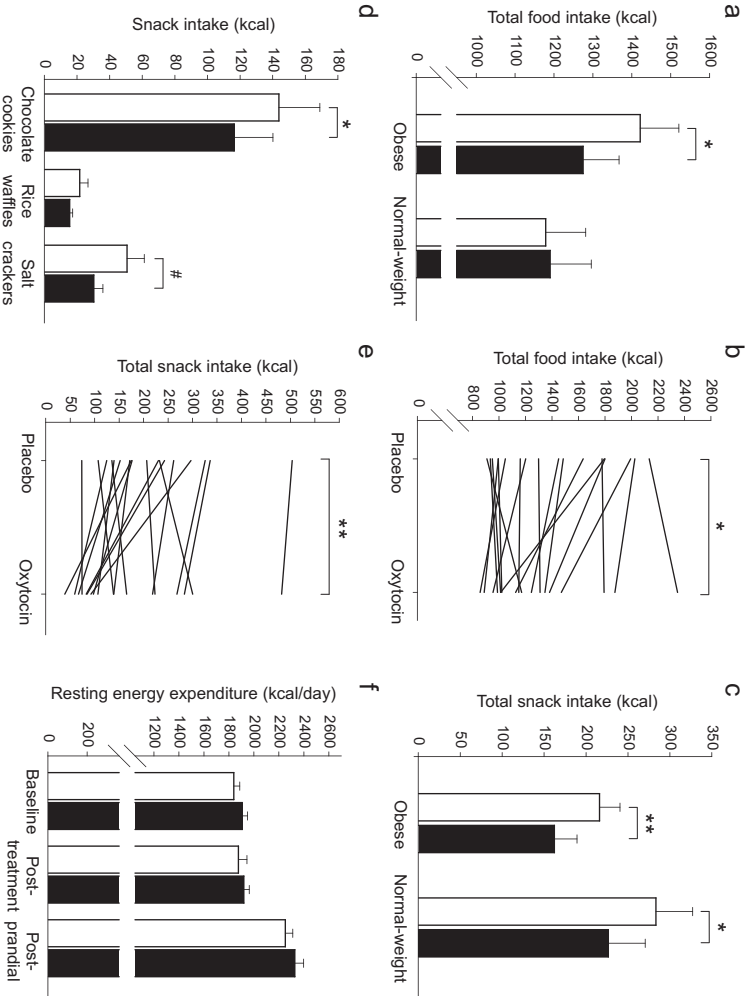 a
Total food intake (kcal)
1600
1500
1400
1300
1200
1100
1000
0
*
Obese
Normal-weight
b
Total food intake (kcal)
2600
2400
2200
2000
1800
1600
1400
1200
1000
800
0
*
Placebo
Oxytocin
c
Total snack intake (kcal)
350
300
250
200
150
100
50
0
**
*
Obese
Normal-weight
d
Snack intake (kcal)
180
160
140
120
100
80
60
40
20
0
*
#
Chocolate
cookies
Rice
waffles
Salt
crackers
e
Total snack intake (kcal)
600
550
500
450
400
350
300
250
200
150
100
50
0
**
Placebo
Oxytocin
f
Resting energy expenditure (kcal/day)
2600
2400
2200
2000
1800
1600
1400
1200
200
0
Baseline
Post-
treatment
Post-
prandial